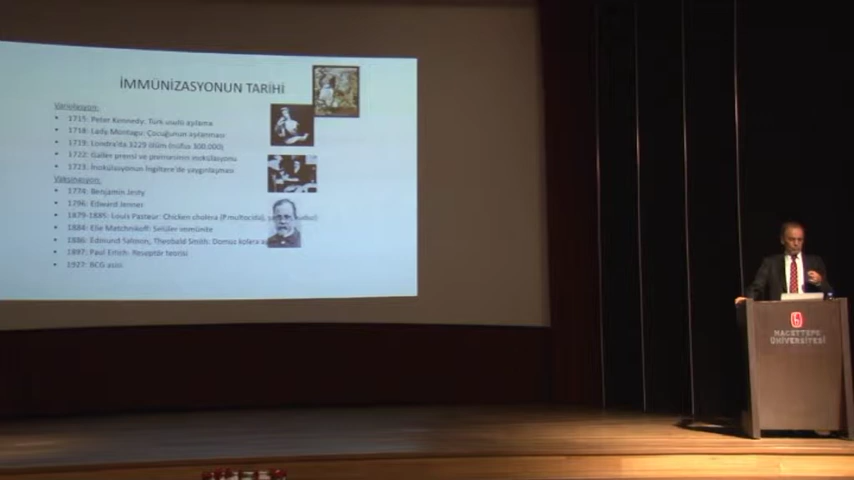 İMMÜNİZASYONUN TARİHİ
Variolasyon:
• 1715: Peter Kennedy: Türk usulü aşılama
• 1718: Lady Montagu: Çocuğunun aşılanması
• 1719: Londra'da 3229 ölüm (nüfus 300.000)
• 1722: Galler prensi ve çevresinin inokülasyonu
• 1723: İnokülasyonun İngiltere'de yaygınlaşması
Vaksinasyon:
• 1774: Benjamin Jesty
• 1796: Edward Jenner
• 1879-1885: Louis Pasteur: Chicken cholera (P.multocida),
• 1884: Elie Metchnikoff: Selüler immünite
• 1886: Edmund Salmon, Theobald Smith: Domuz kolera
• 1897: Paul Erlich: Reseptör teorisi
• 1927: BCG aşısı
HACETTEPE
ÜNİVERSİTESİ